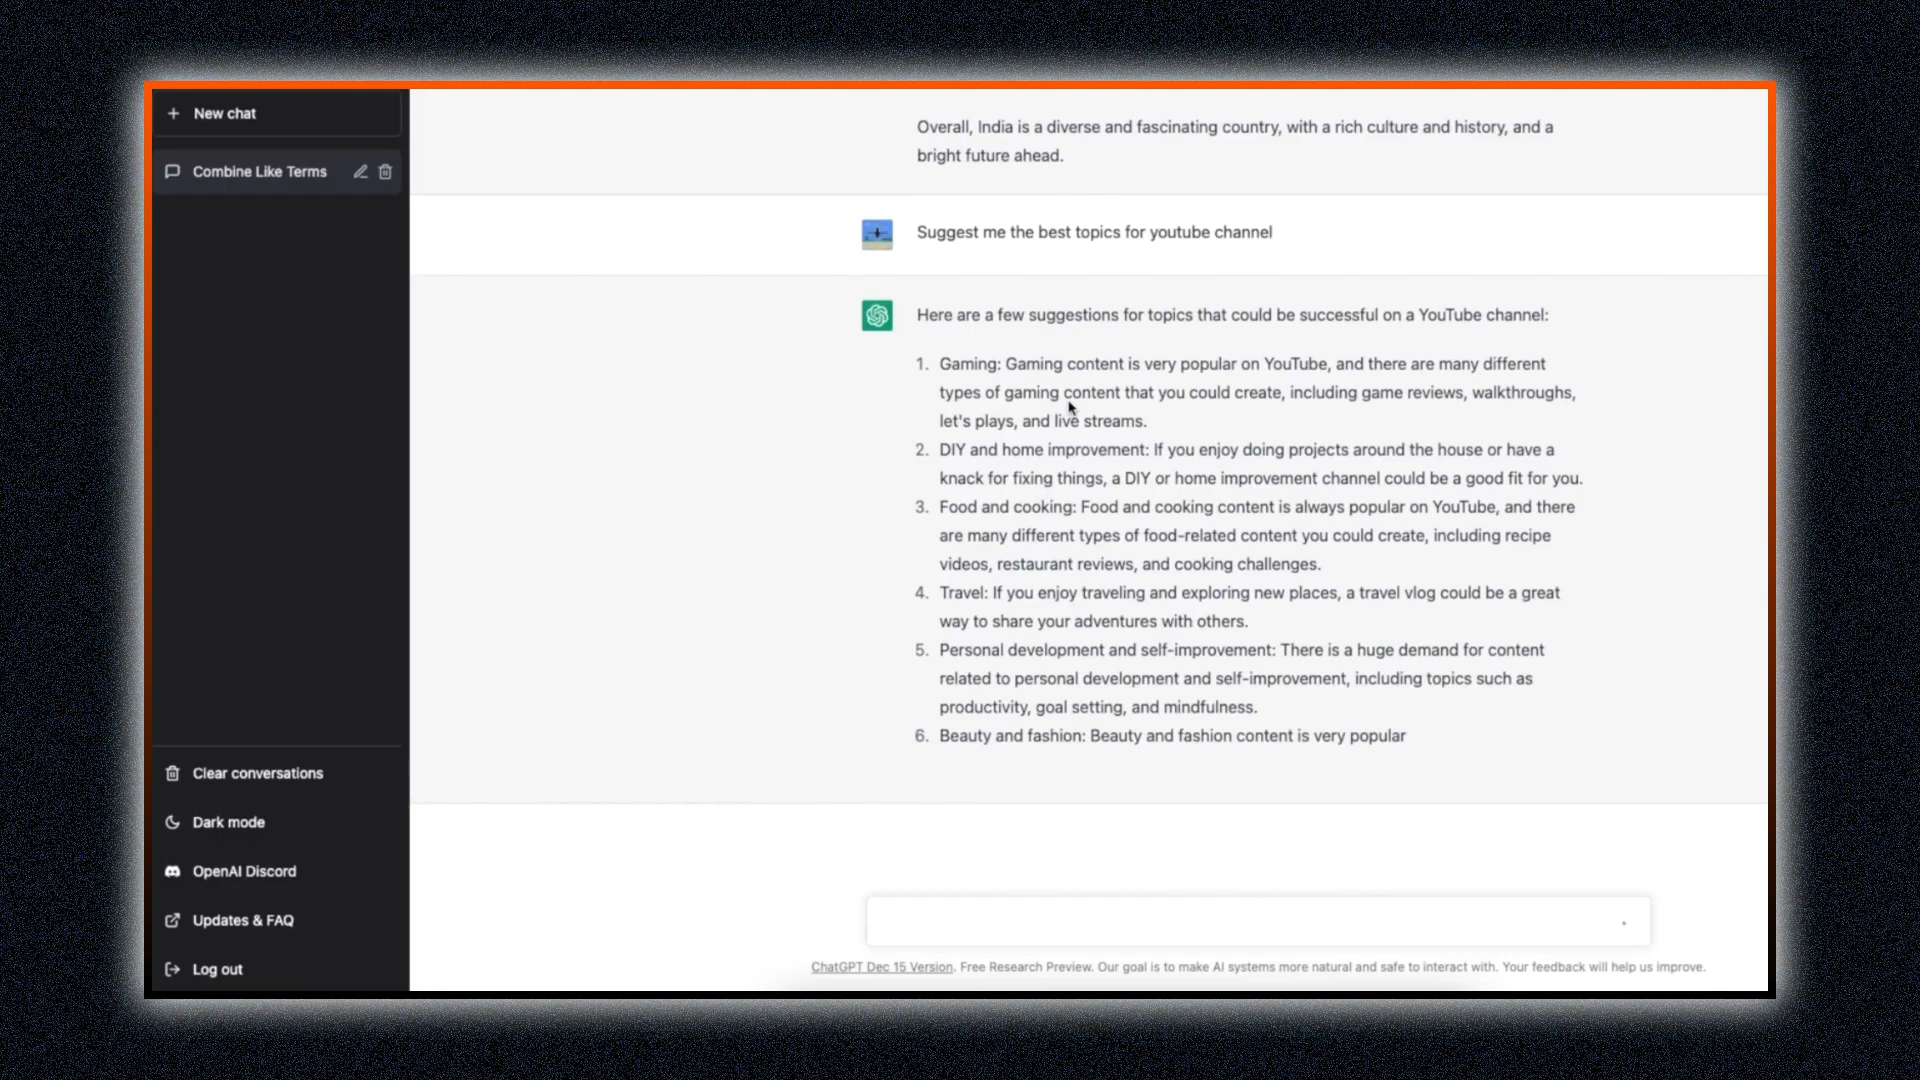 New chat
Combine Like Terms
Clear conversations
Dark mode
OpenAI Discord
Updates & FAQ
Log out
Overall, India is a diverse and fascinating country, with a rich culture and history, and a
bright future ahead.
Suggest me the best topics for youtube channel
Here are a few suggestions for topics that could be successful on a YouTube channel:
1. Gaming: Gaming content is very popular on YouTube, and there are many different
types of gaming content that you could create, including game reviews, walkthroughs,
let's plays, and live streams.
2. DIY and home improvement: If you enjoy doing projects around the house or have a
knack for fixing things, a DIY or home improvement channel could be a good fit for you.
3. Food and cooking: Food and cooking content is always popular on YouTube, and there
are many different types of food-related content you could create, including recipe
videos, restaurant reviews, and cooking challenges.
4. Travel: If you enjoy traveling and exploring new places, a travel vlog could be a great
way to share your adventures with others.
5. Personal development and self-improvement: There is a huge demand for content
related to personal development and self-improvement, including topics such as
productivity, goal setting, and mindfulness.
6. Beauty and fashion: Beauty and fashion content is very popular
ChatGPT Dec 15 Version. Free Research Preview. Our goal is to make AI systems more natural and safe to interact with. Your feedback will help us improve.